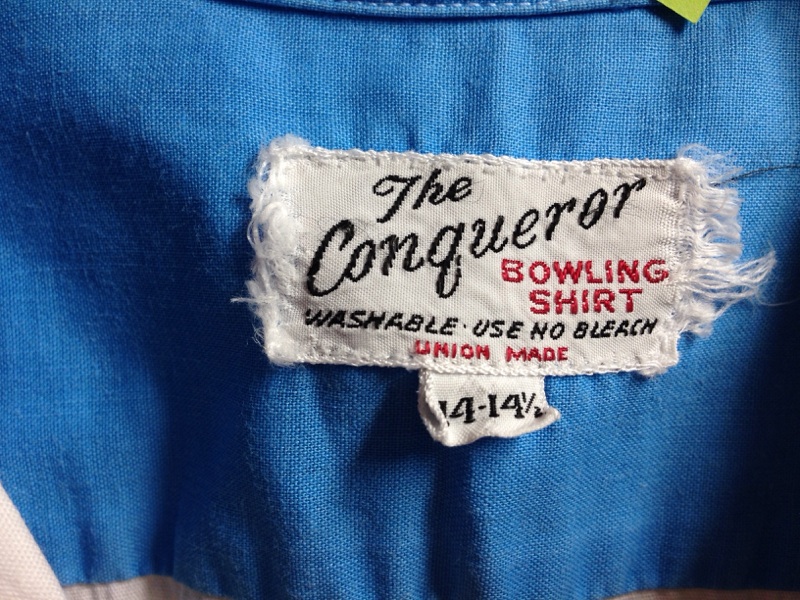 The
Conqueror
BOWLING
SHIRT
WASHABLE · USE NO BLEACH
UNION MADE
14-14½